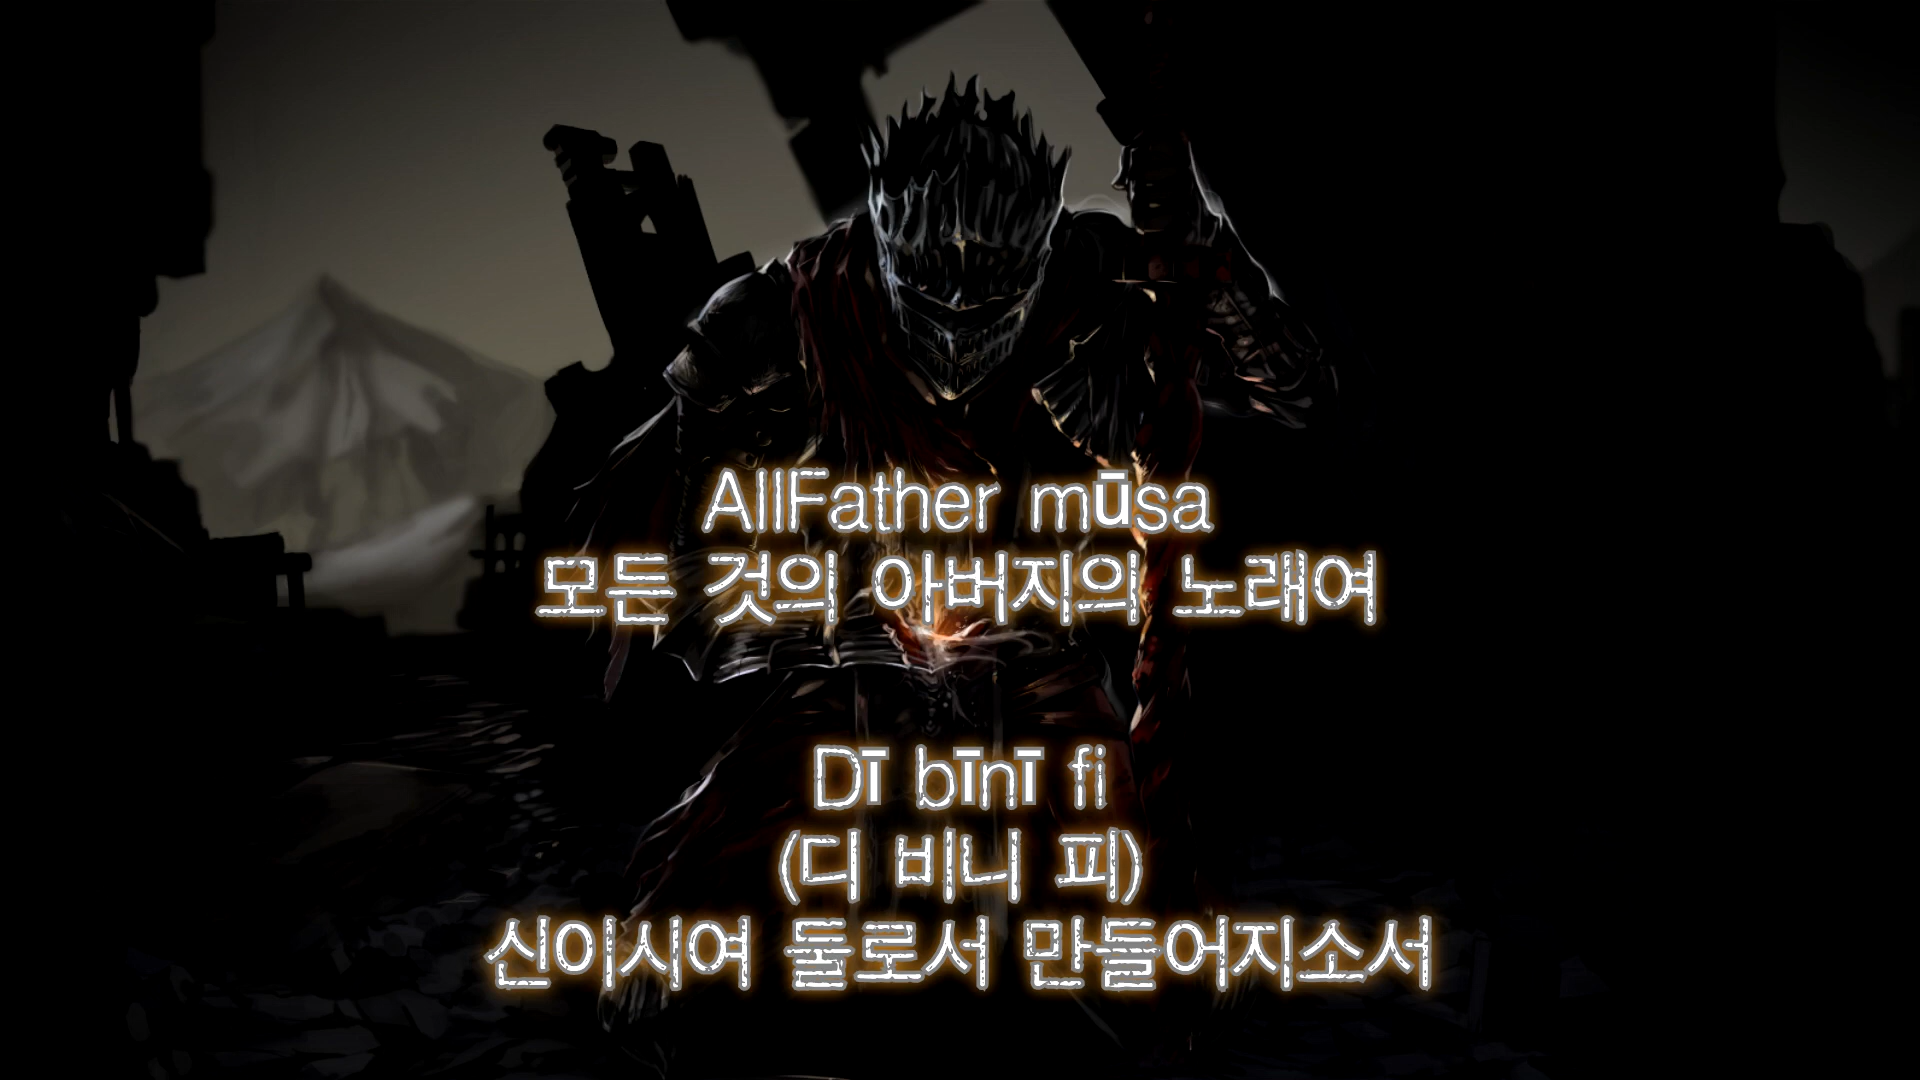 AllFather mūsa
모든 것의 아버지의 노래여
Dī bīnī fi
(디 비니 피)
신이시여 둘로서 만들어지소서